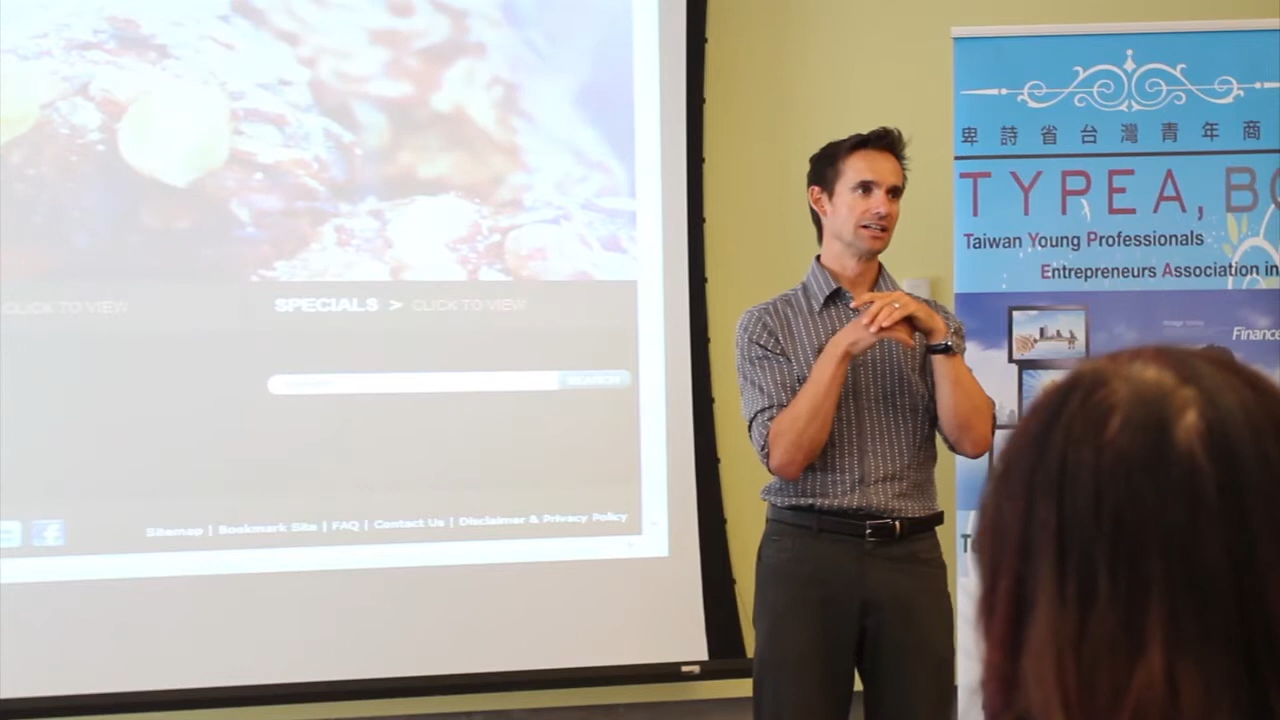 CLICK TO VIEW
SPECIALS > CLICK TO VIEW
SEARCH
Sitemap | Bookmark Site | FAQ | Contact Us | Disclaimer & Privacy Policy
卑詩省台灣青年商
TYPEA, BC
Taiwan Young Professionals
Entrepreneurs Association in
Finance